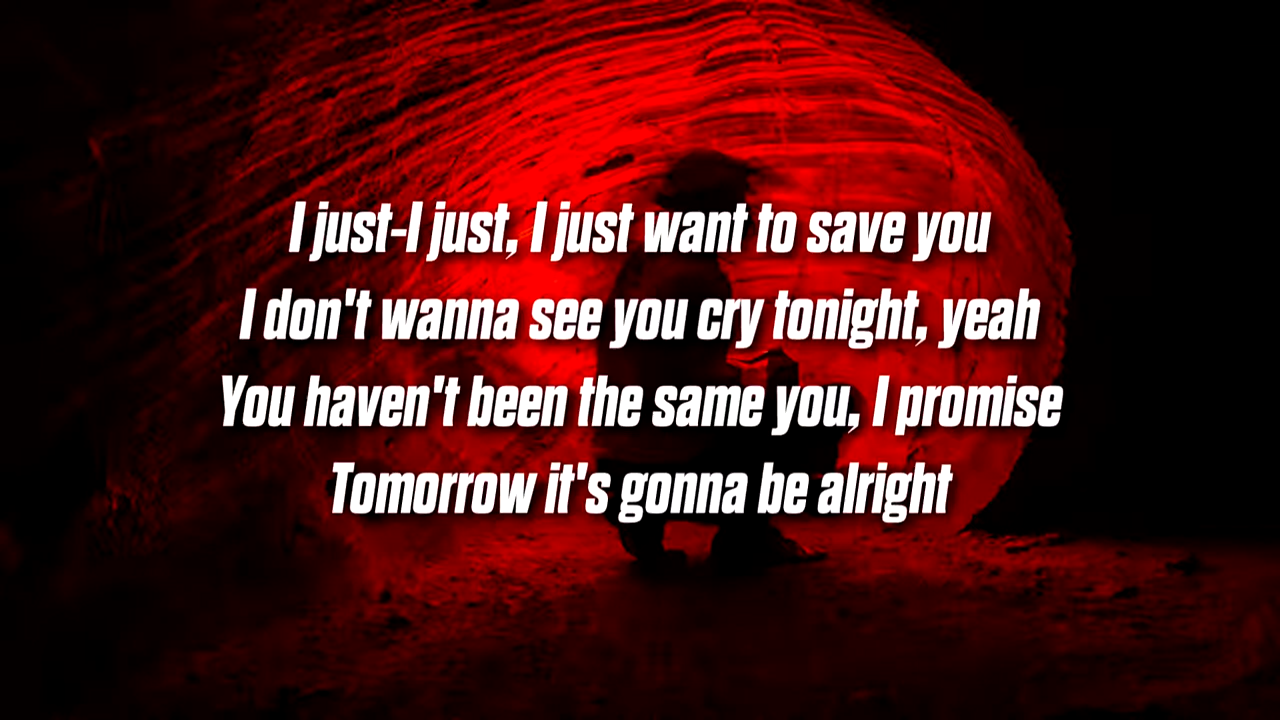 I just-I just, I just want to save you
I don't wanna see you cry tonight, yeah
You haven't been the same you, I promise
Tomorrow it's gonna be alright